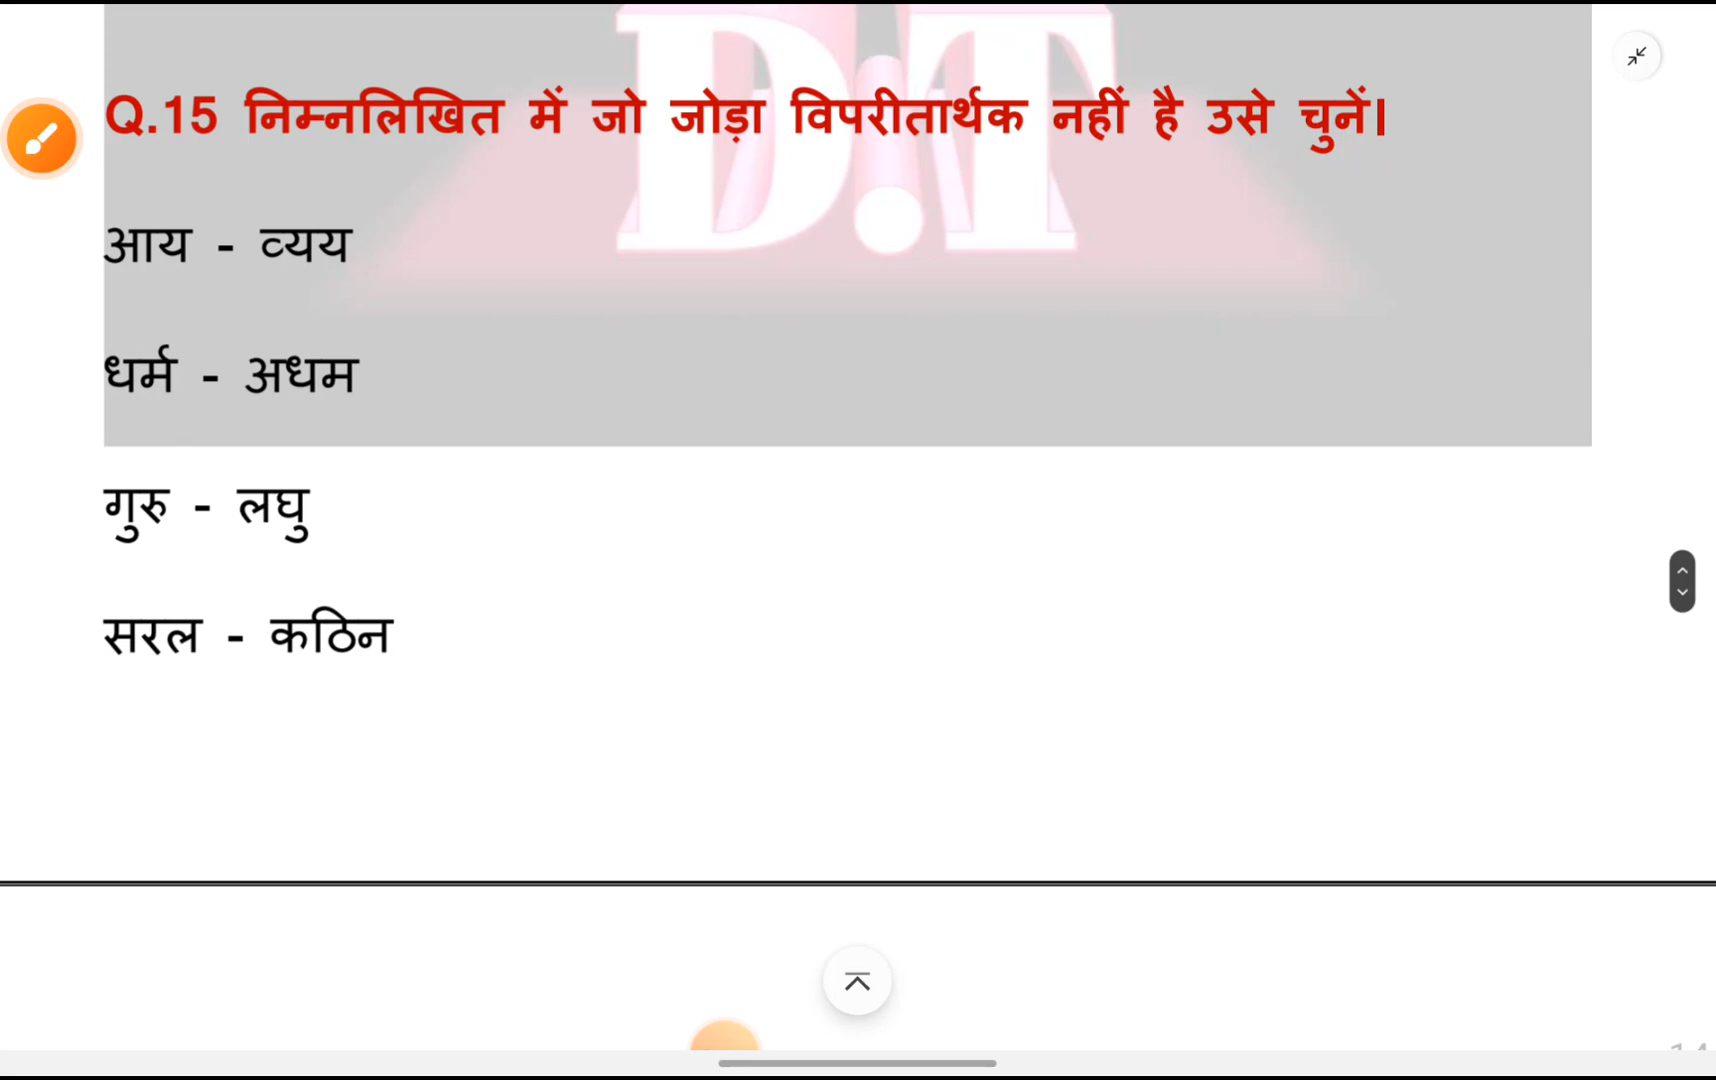 D.T
Q.15 निम्नलिखित में जो जोड़ा विपरीतार्थक नहीं है उसे चुनें।
आय - व्यय
धर्म - अधम
गुरु - लघु
सरल - कठिन